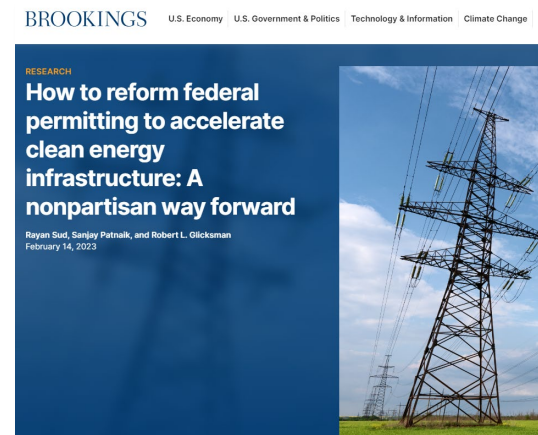 BROOKINGS U.S. Economy U.S. Government & Politics Technology & Information Climate Change
RESEARCH
How to reform federal
permitting to accelerate
clean energy
infrastructure: A
nonpartisan way forward
Rayan Sud, Sanjay Patnaik, and Robert L. Glicksman
February 14, 2023